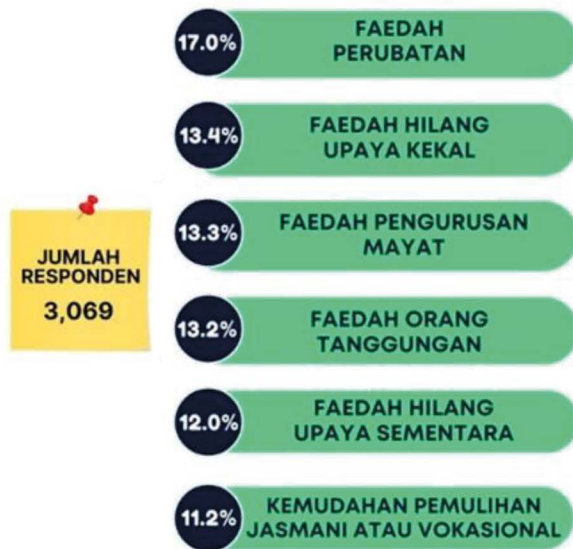 17.0%
FAEDAH
PERUBATAN
13.4%
FAEDAH HILANG
UPAYA KEKAL
JUMLAH
RESPONDEN
3,069
13.3%
FAEDAH PENGURUSAN
MAYAT
13.2%
FAEDAH ORANG
TANGGUNGAN
12.0%
FAEDAH HILANG
UPAYA SEMENTARA
11.2%
KEMUDAHAN PEMULIHAN
JASMANI ATAU VOKASIONAL